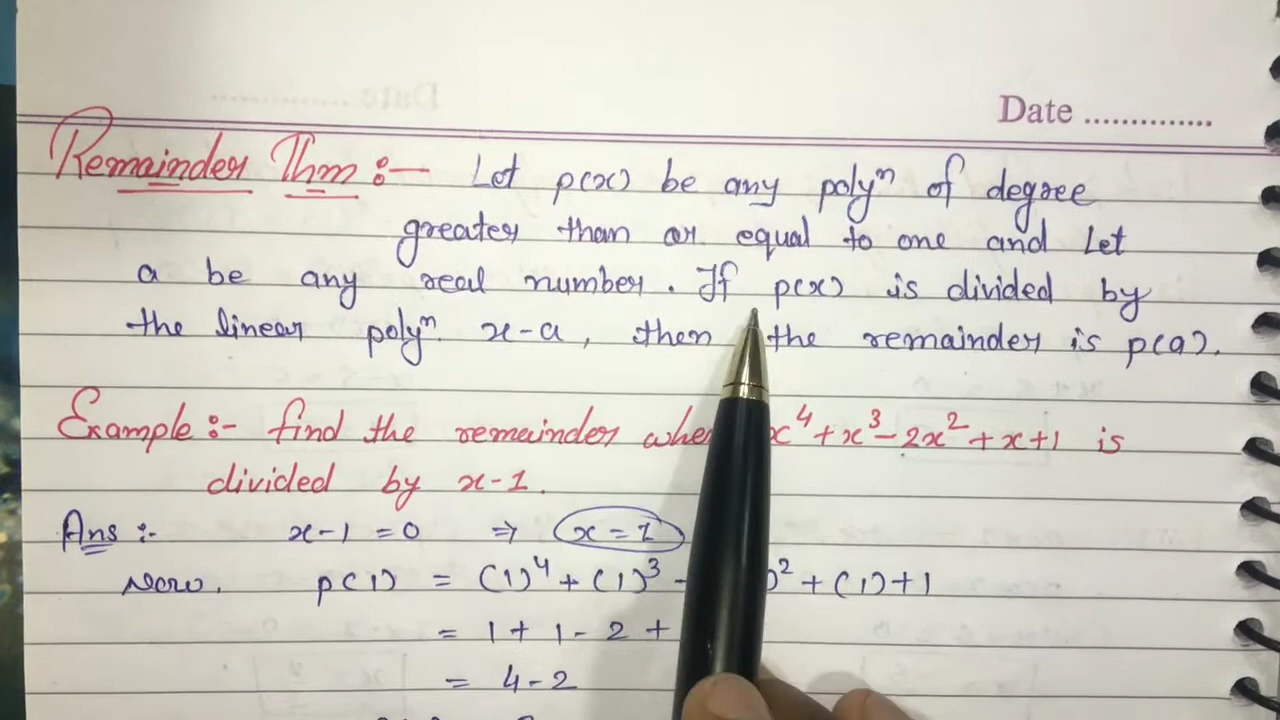 Date ..............
Remainder Thm :- Let p(x) be any polyⁿ of degree
greater than or equal to one and Let
a be any real number. If p(x) is divided by
the linear polyⁿ. x-a, then the remainder is p(a).
Example :- find the remainder when x⁴+x³-2x²+x+1 is
divided by x-1.
Ans :- x-1=0 ⇒ x=1
Now, p(1) = (1)⁴+(1)³- )²+(1)+1
= 1+1-2+
= 4-2